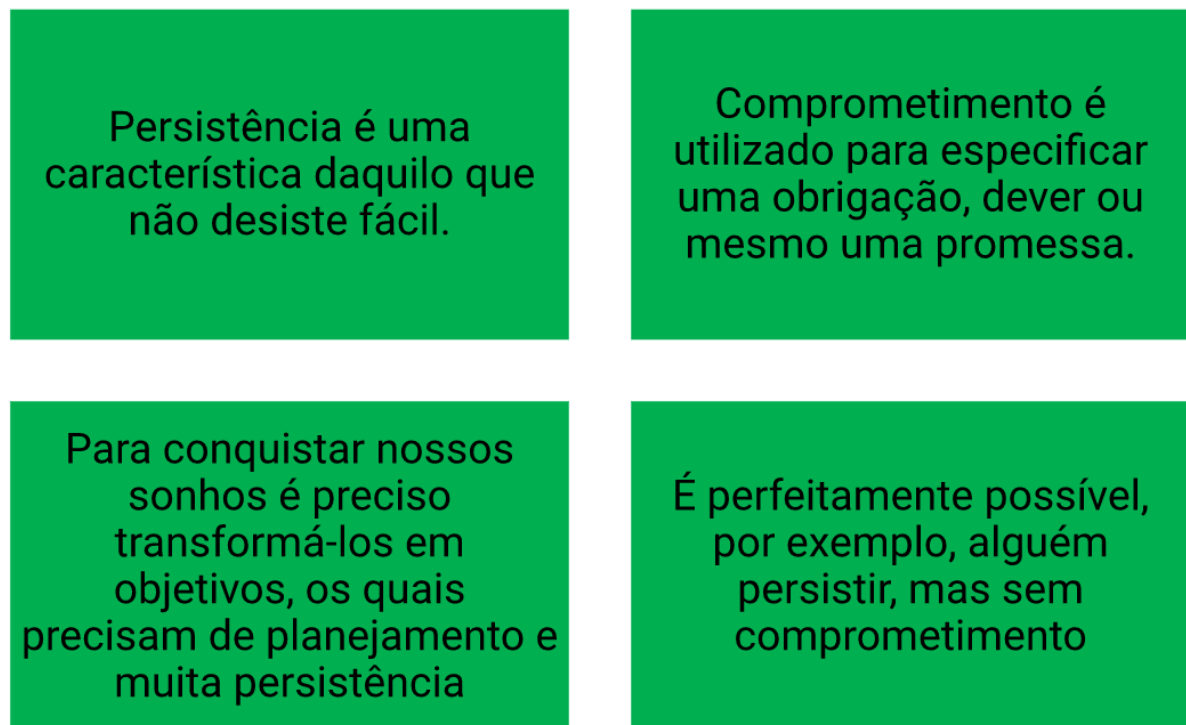 Persistência é uma
característica daquilo que
não desiste fácil.
Comprometimento é
utilizado para especificar
uma obrigação, dever ou
mesmo uma promessa.
Para conquistar nossos
sonhos é preciso
transformá-los em
objetivos, os quais
precisam de planejamento e
muita persistência
É perfeitamente possível,
por exemplo, alguém
persistir, mas sem
comprometimento